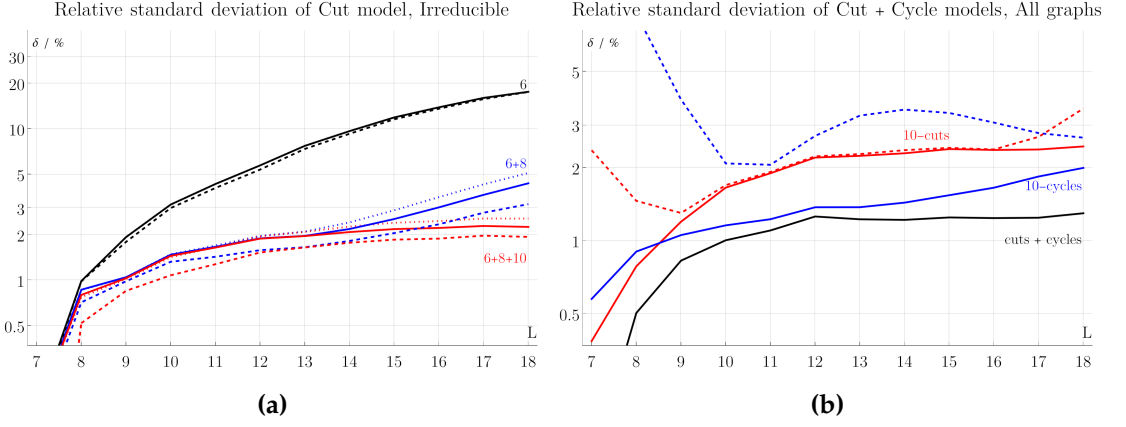 Relative standard deviation of Cut model, Irreducible
δ / %
30
20
10
5
3
2
1
0.5
6
6+8
6+8+10
L
7 8 9 10 11 12 13 14 15 16 17 18
(a)
Relative standard deviation of Cut + Cycle models, All graphs
δ / %
5
3
2
1
0.5
10−cuts
10−cycles
cuts + cycles
L
7 8 9 10 11 12 13 14 15 16 17 18
(b)